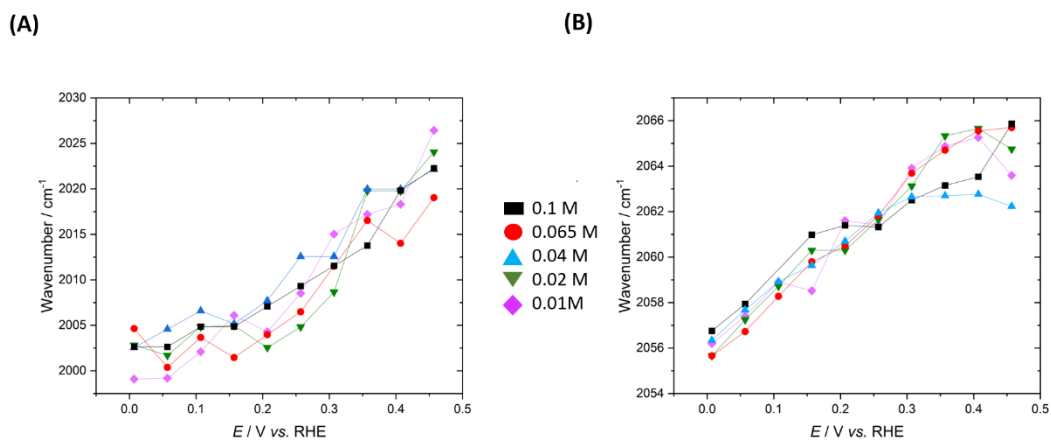 (A)
(B)
2030
2025
2020
2015
2010
2005
2000
Wavenumber / cm⁻¹
0.0 0.1 0.2 0.3 0.4 0.5
E / V vs. RHE
0.1 M
0.065 M
0.04 M
0.02 M
0.01M
2066
2064
2062
2060
2058
2056
2054
Wavenumber / cm⁻¹
0.0 0.1 0.2 0.3 0.4 0.5
E / V vs. RHE